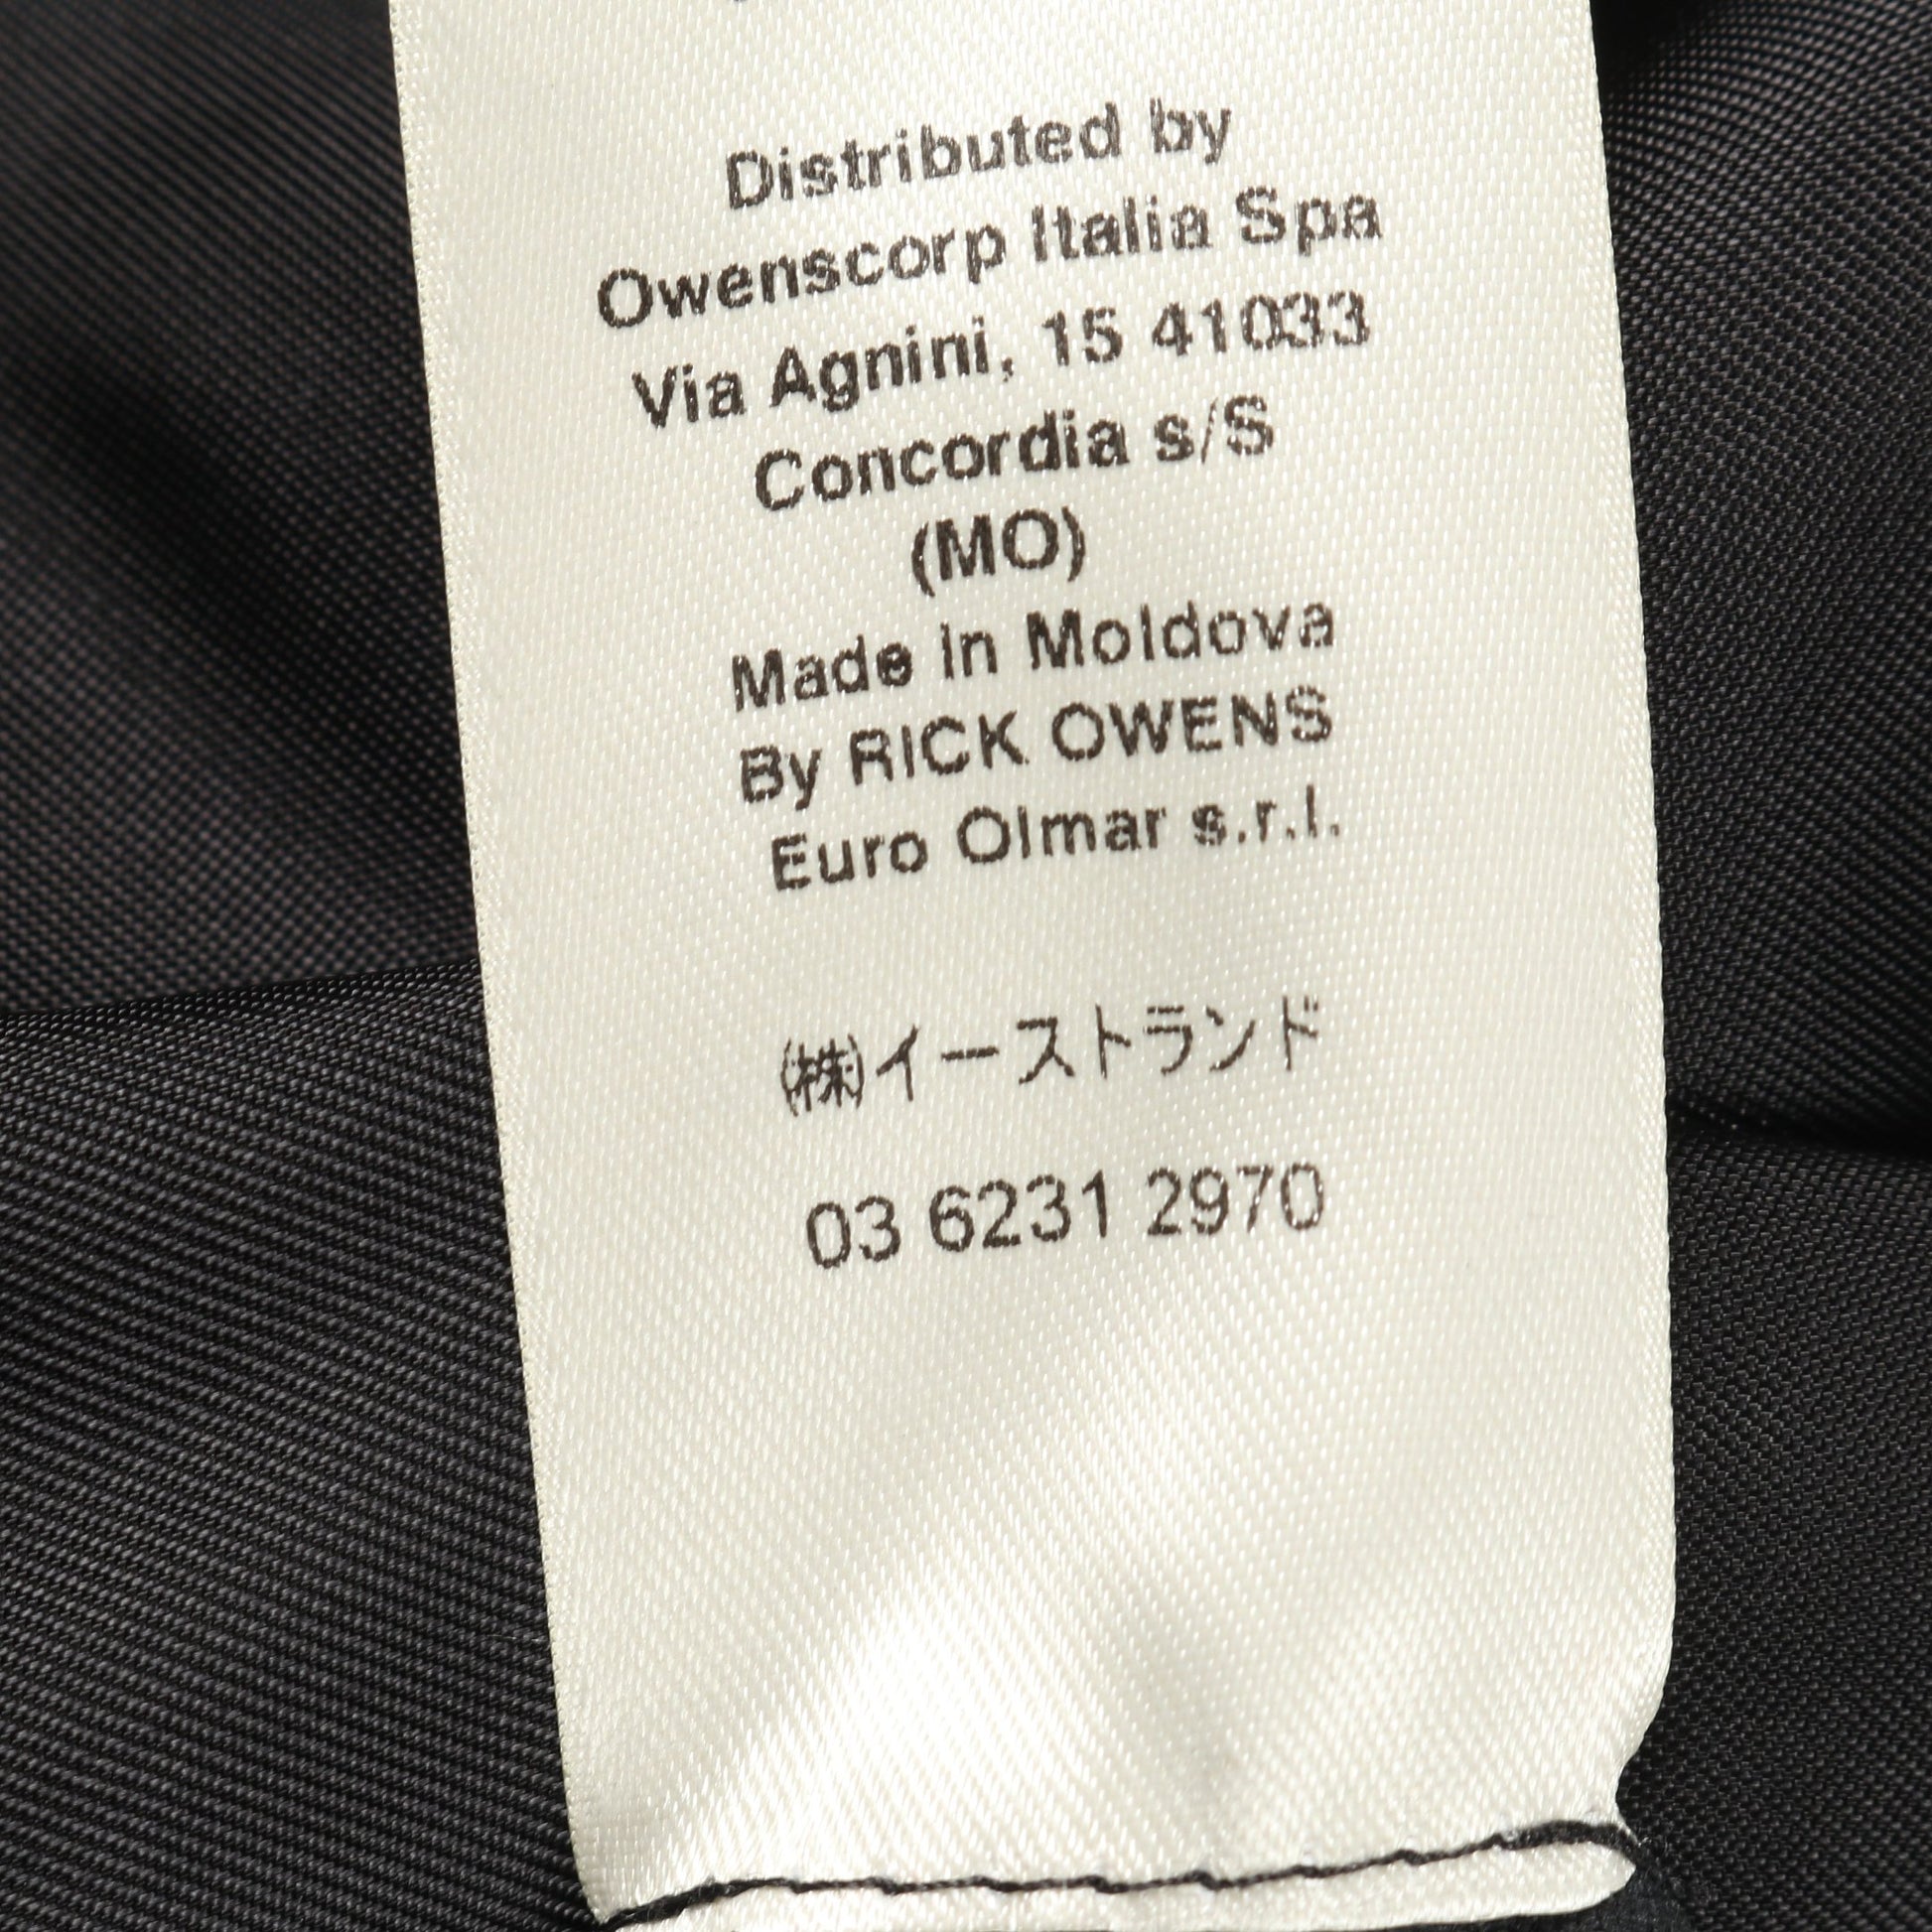 Distributed by
Owenscorp Italia Spa
Via Agnini, 15 41033
Concordia s/S
(MO)
Made in Moldova
By RICK OWENS
Euro Olmar s.r.l.
㈱イーストランド
03 6231 2970